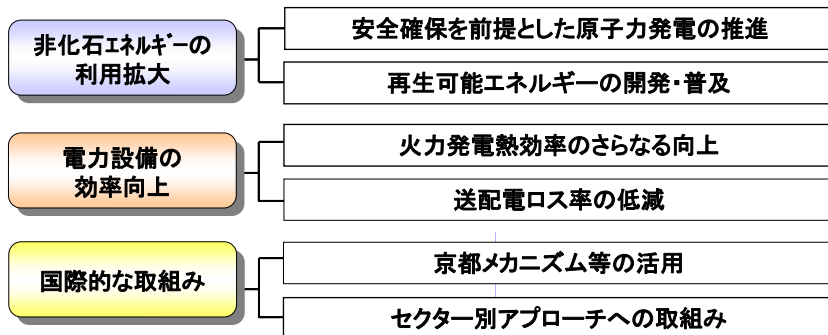 非化石ｴﾈﾙｷﾞｰの
利用拡大
安全確保を前提とした原子力発電の推進
再生可能エネルギーの開発・普及
電力設備の
効率向上
火力発電熱効率のさらなる向上
送配電ロス率の低減
国際的な取組み
京都メカニズム等の活用
セクター別アプローチへの取組み